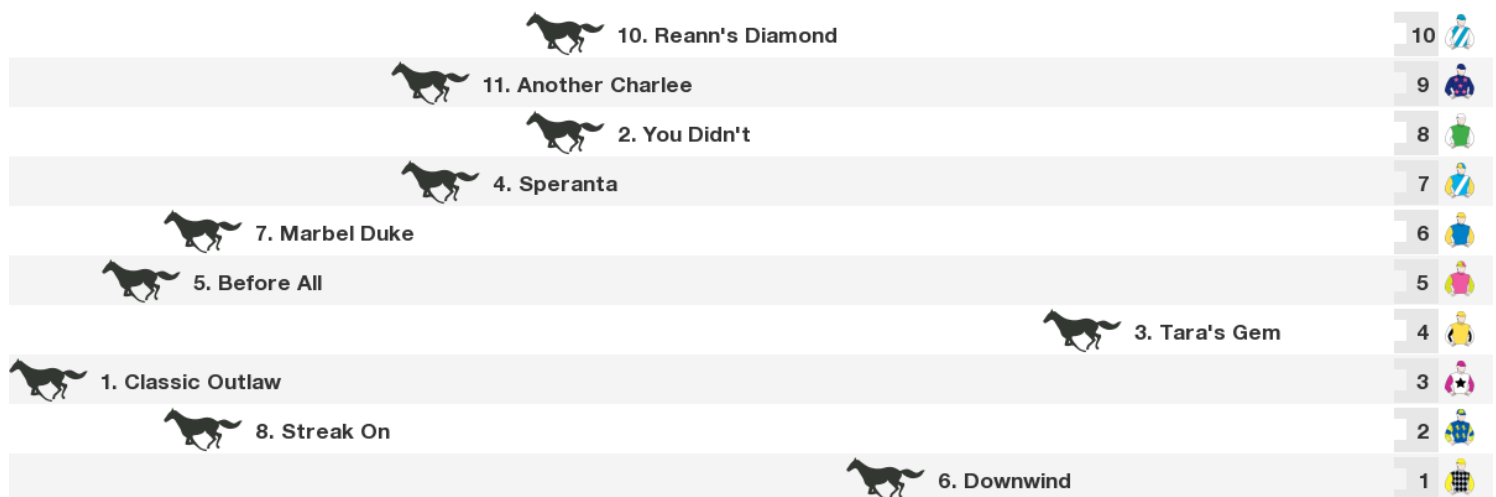 10. Reann's Diamond 10
11. Another Charlee 9
2. You Didn't 8
4. Speranta 7
7. Marbel Duke 6
5. Before All 5
3. Tara's Gem 4
1. Classic Outlaw 3
8. Streak On 2
6. Downwind 1